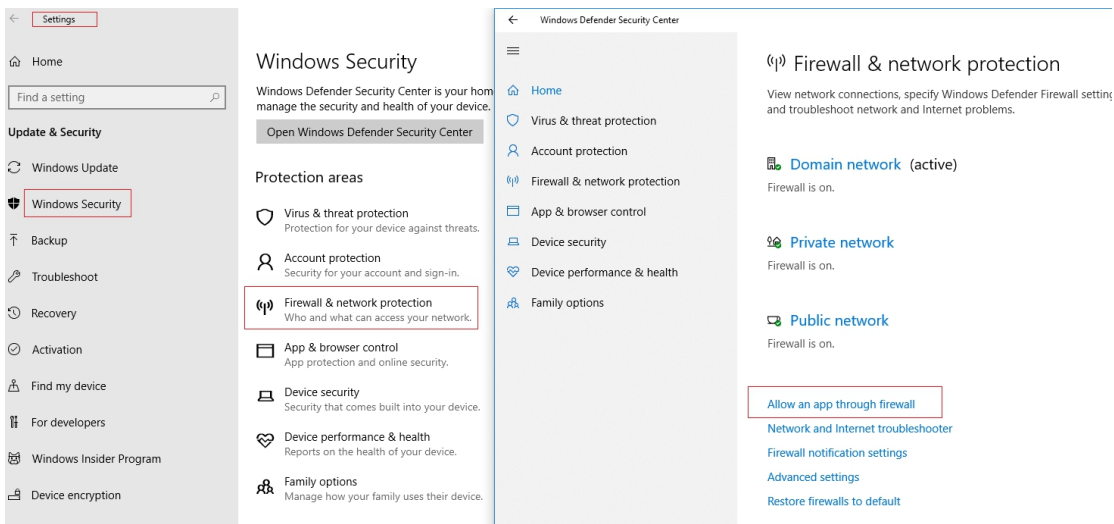 Settings
Home
Find a setting
Update & Security
Windows Update
Windows Security
Backup
Troubleshoot
Recovery
Activation
Find my device
For developers
Windows Insider Program
Device encryption
Windows Security
Windows Defender Security Center is your hom
manage the security and health of your device.
Open Windows Defender Security Center
Protection areas
Virus & threat protection
Protection for your device against threats.
Account protection
Security for your account and sign-in.
Firewall & network protection
Who and what can access your network.
App & browser control
App protection and online security.
Device security
Security that comes built into your device.
Device performance & health
Reports on the health of your device.
Family options
Manage how your family uses their device.
Windows Defender Security Center
Home
Virus & threat protection
Account protection
Firewall & network protection
App & browser control
Device security
Device performance & health
Family options
Firewall & network protection
View network connections, specify Windows Defender Firewall setting
and troubleshoot network and Internet problems.
Domain network (active)
Firewall is on.
Private network
Firewall is on.
Public network
Firewall is on.
Allow an app through firewall
Network and Internet troubleshooter
Firewall notification settings
Advanced settings
Restore firewalls to default